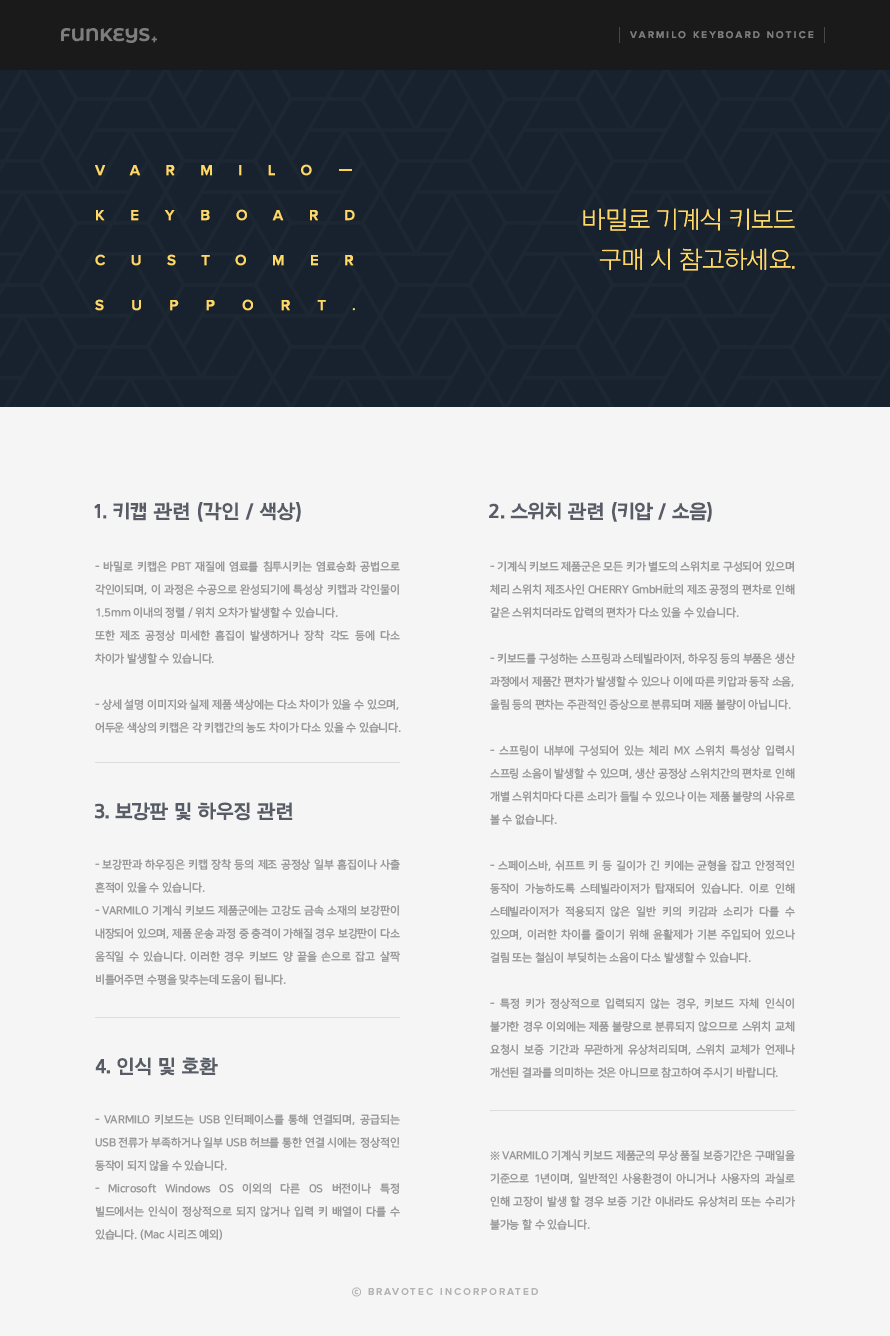 FUNKEYS+
VARMILO KEYBOARD NOTICE
VARMILO—
KEYBOARD
CUSTOMER
SUPPORT.
바밀로 기계식 키보드
구매 시 참고하세요.
1. 키캡 관련 (각인 / 색상)
- 바밀로 키캡은 PBT 재질에 염료를 침투시키는 염료승화 공법으로
각인이되며, 이 과정은 수공으로 완성되기에 특성상 키캡과 각인물이
1.5mm 이내의 정렬 / 위치 오차가 발생할 수 있습니다.
또한 제조 공정상 미세한 흠집이 발생하거나 장착 각도 등에 다소
차이가 발생할 수 있습니다.
- 상세 설명 이미지와 실제 제품 색상에는 다소 차이가 있을 수 있으며,
어두운 색상의 키캡은 각 키캡간의 농도 차이가 다소 있을 수 있습니다.
3. 보강판 및 하우징 관련
- 보강판과 하우징은 키캡 장착 등의 제조 공정상 일부 흠집이나 사출
흔적이 있을 수 있습니다.
- VARMILO 기계식 키보드 제품군에는 고강도 금속 소재의 보강판이
내장되어 있으며, 제품 운송 과정 중 충격이 가해질 경우 보강판이 다소
움직일 수 있습니다. 이러한 경우 키보드 양 끝을 손으로 잡고 살짝
비틀어주면 수평을 맞추는데 도움이 됩니다.
4. 인식 및 호환
- VARMILO 키보드는 USB 인터페이스를 통해 연결되며, 공급되는
USB 전류가 부족하거나 일부 USB 허브를 통한 연결 시에는 정상적인
동작이 되지 않을 수 있습니다.
- Microsoft Windows OS 이외의 다른 OS 버전이나 특정
빌드에서는 인식이 정상적으로 되지 않거나 입력 키 배열이 다를 수
있습니다. (Mac 시리즈 예외)
2. 스위치 관련 (키압 / 소음)
- 기계식 키보드 제품군은 모든 키가 별도의 스위치로 구성되어 있으며
체리 스위치 제조사인 CHERRY GmbH社의 제조 공정의 편차로 인해
같은 스위치더라도 압력의 편차가 다소 있을 수 있습니다.
- 키보드를 구성하는 스프링과 스테빌라이저, 하우징 등의 부품은 생산
과정에서 제품간 편차가 발생할 수 있으나 이에 따른 키압과 동작 소음,
울림 등의 편차는 주관적인 증상으로 분류되며 제품 불량이 아닙니다.
- 스프링이 내부에 구성되어 있는 체리 MX 스위치 특성상 입력시
스프링 소음이 발생할 수 있으며, 생산 공정상 스위치간의 편차로 인해
개별 스위치마다 다른 소리가 들릴 수 있으나 이는 제품 불량의 사유로
볼 수 없습니다.
- 스페이스바, 쉬프트 키 등 길이가 긴 키에는 균형을 잡고 안정적인
동작이 가능하도록 스테빌라이저가 탑재되어 있습니다. 이로 인해
스테빌라이저가 적용되지 않은 일반 키의 키감과 소리가 다를 수
있으며, 이러한 차이를 줄이기 위해 윤활제가 기본 주입되어 있으나
걸림 또는 철심이 부딪히는 소음이 다소 발생할 수 있습니다.
- 특정 키가 정상적으로 입력되지 않는 경우, 키보드 자체 인식이
불가한 경우 이외에는 제품 불량으로 분류되지 않으므로 스위치 교체
요청시 보증 기간과 무관하게 유상처리되며, 스위치 교체가 언제나
개선된 결과를 의미하는 것은 아니므로 참고하여 주시기 바랍니다.
※ VARMILO 기계식 키보드 제품군의 무상 품질 보증기간은 구매일을
기준으로 1년이며, 일반적인 사용환경이 아니거나 사용자의 과실로
인해 고장이 발생 할 경우 보증 기간 이내라도 유상처리 또는 수리가
불가능 할 수 있습니다.
© BRAVOTEC INCORPORATED